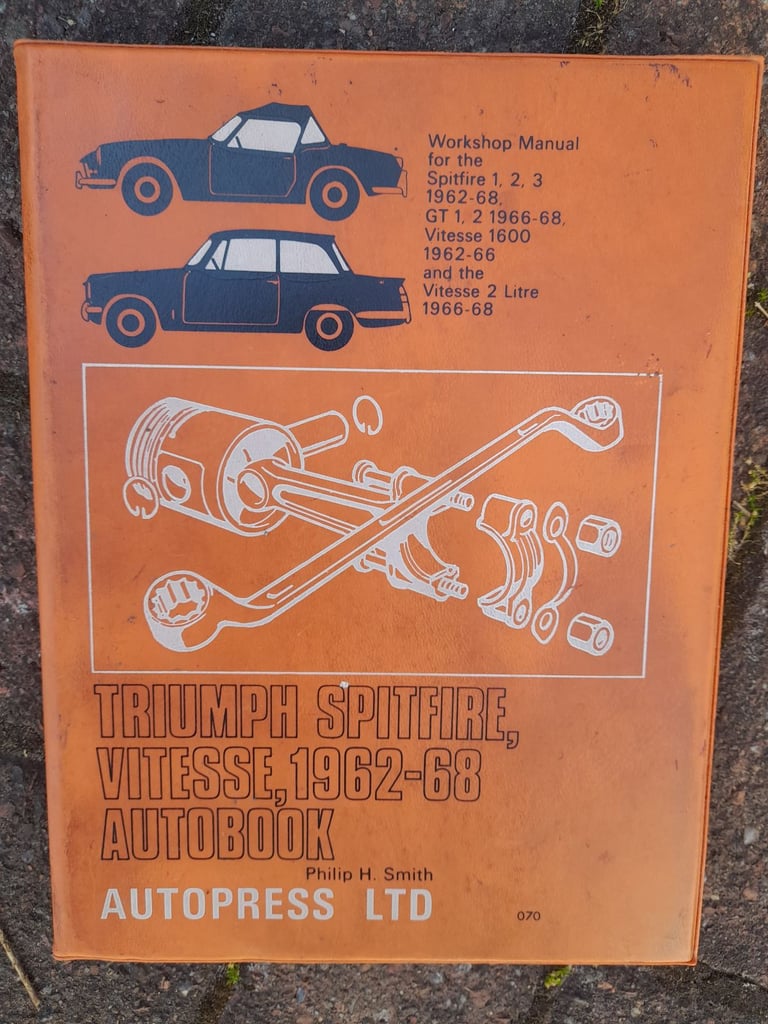 Workshop Manual
for the
Spitfire 1, 2, 3
1962-68,
GT 1, 2 1966-68,
Vitesse 1600
1962-66
and the
Vitesse 2 Litre
1966-68
TRIUMPH SPITFIRE,
VITESSE, 1962-68
AUTOBOOK
Philip H. Smith
AUTOPRESS LTD
070